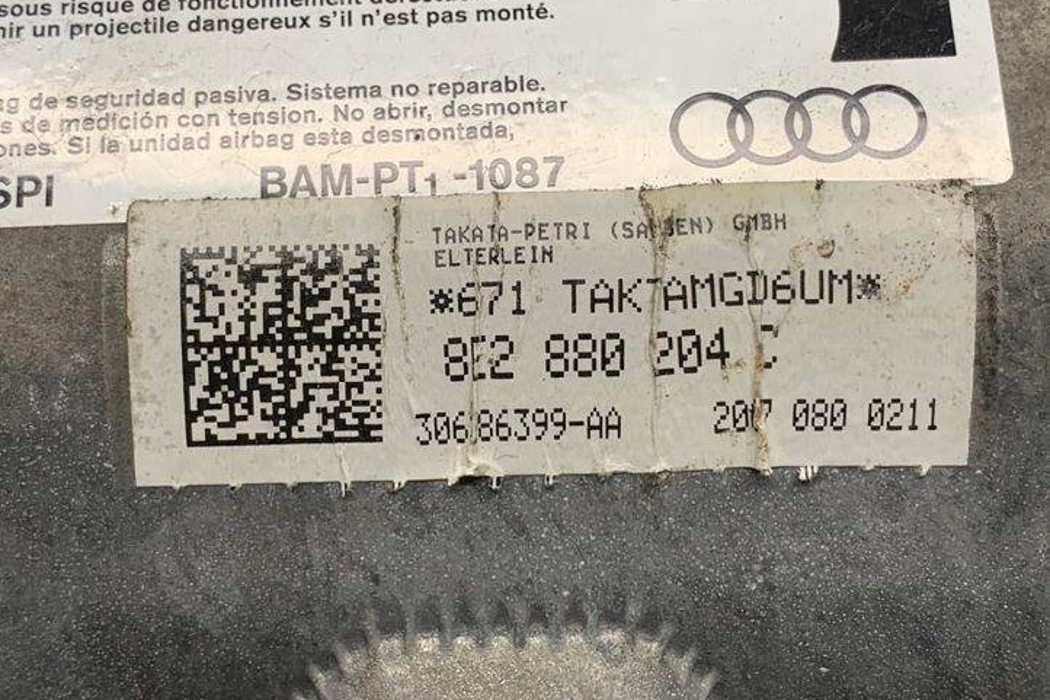 sous risque de fonctionnement
nir un projectile dangereux s'il n'est pas monté.
g de seguridad pasiva. Sistema no reparable.
s de medición con tension. No abrir, desmontar
ones. Si la unidad airbag esta desmontada,
SPI
BAM-PT1 -1087
TAKATA-PETRI (SACHSEN) GMBH
ELTERLEIN
*671 TAKTAMGD6UM*
8E2 880 204 C
30686399-AA
2007 080 0211